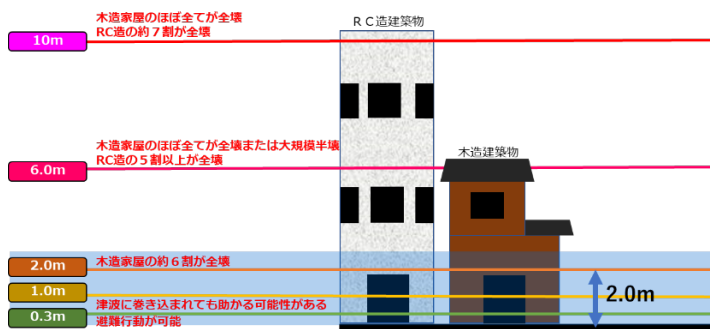 木造家屋のほぼ全てが全壊
RC造の約7割が全壊
10m
RC造建築物
木造家屋のほぼ全てが全壊または大規模半壊
RC造の5割以上が全壊
6.0m
木造建築物
木造家屋の約6割が全壊
2.0m
1.0m
津波に巻き込まれても助かる可能性がある
2.0m
0.3m
避難行動が可能